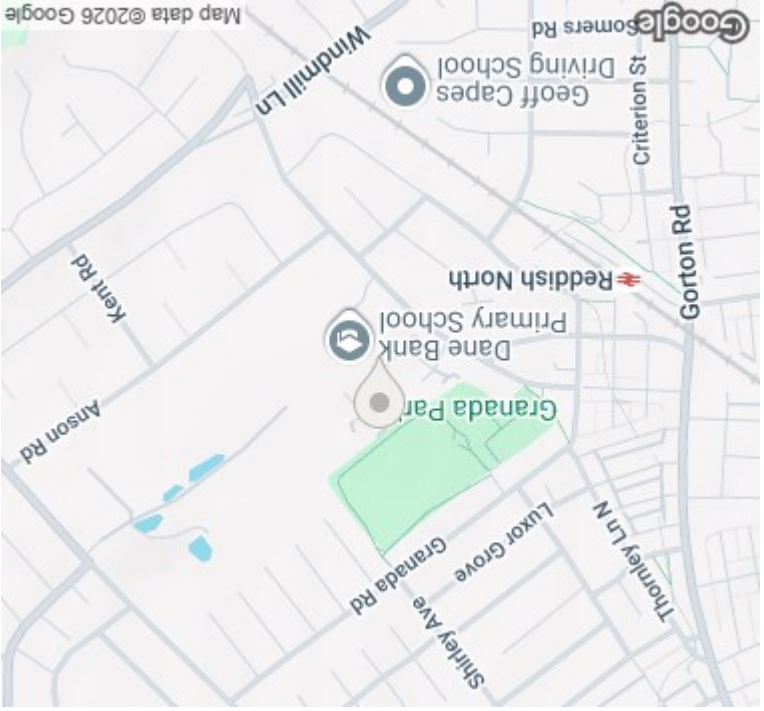 Shirley Ave
Thornley Ln N
Granada Rd
Luxor Grove
Anson Rd
Granada Par
Dane Bank
Primary School
Kent Rd
Reddish North
Gorton Rd
Criterion St
Geoff Capes
Driving School
Windmill Ln
Somers Rd
Google
Map data ©2026 Google